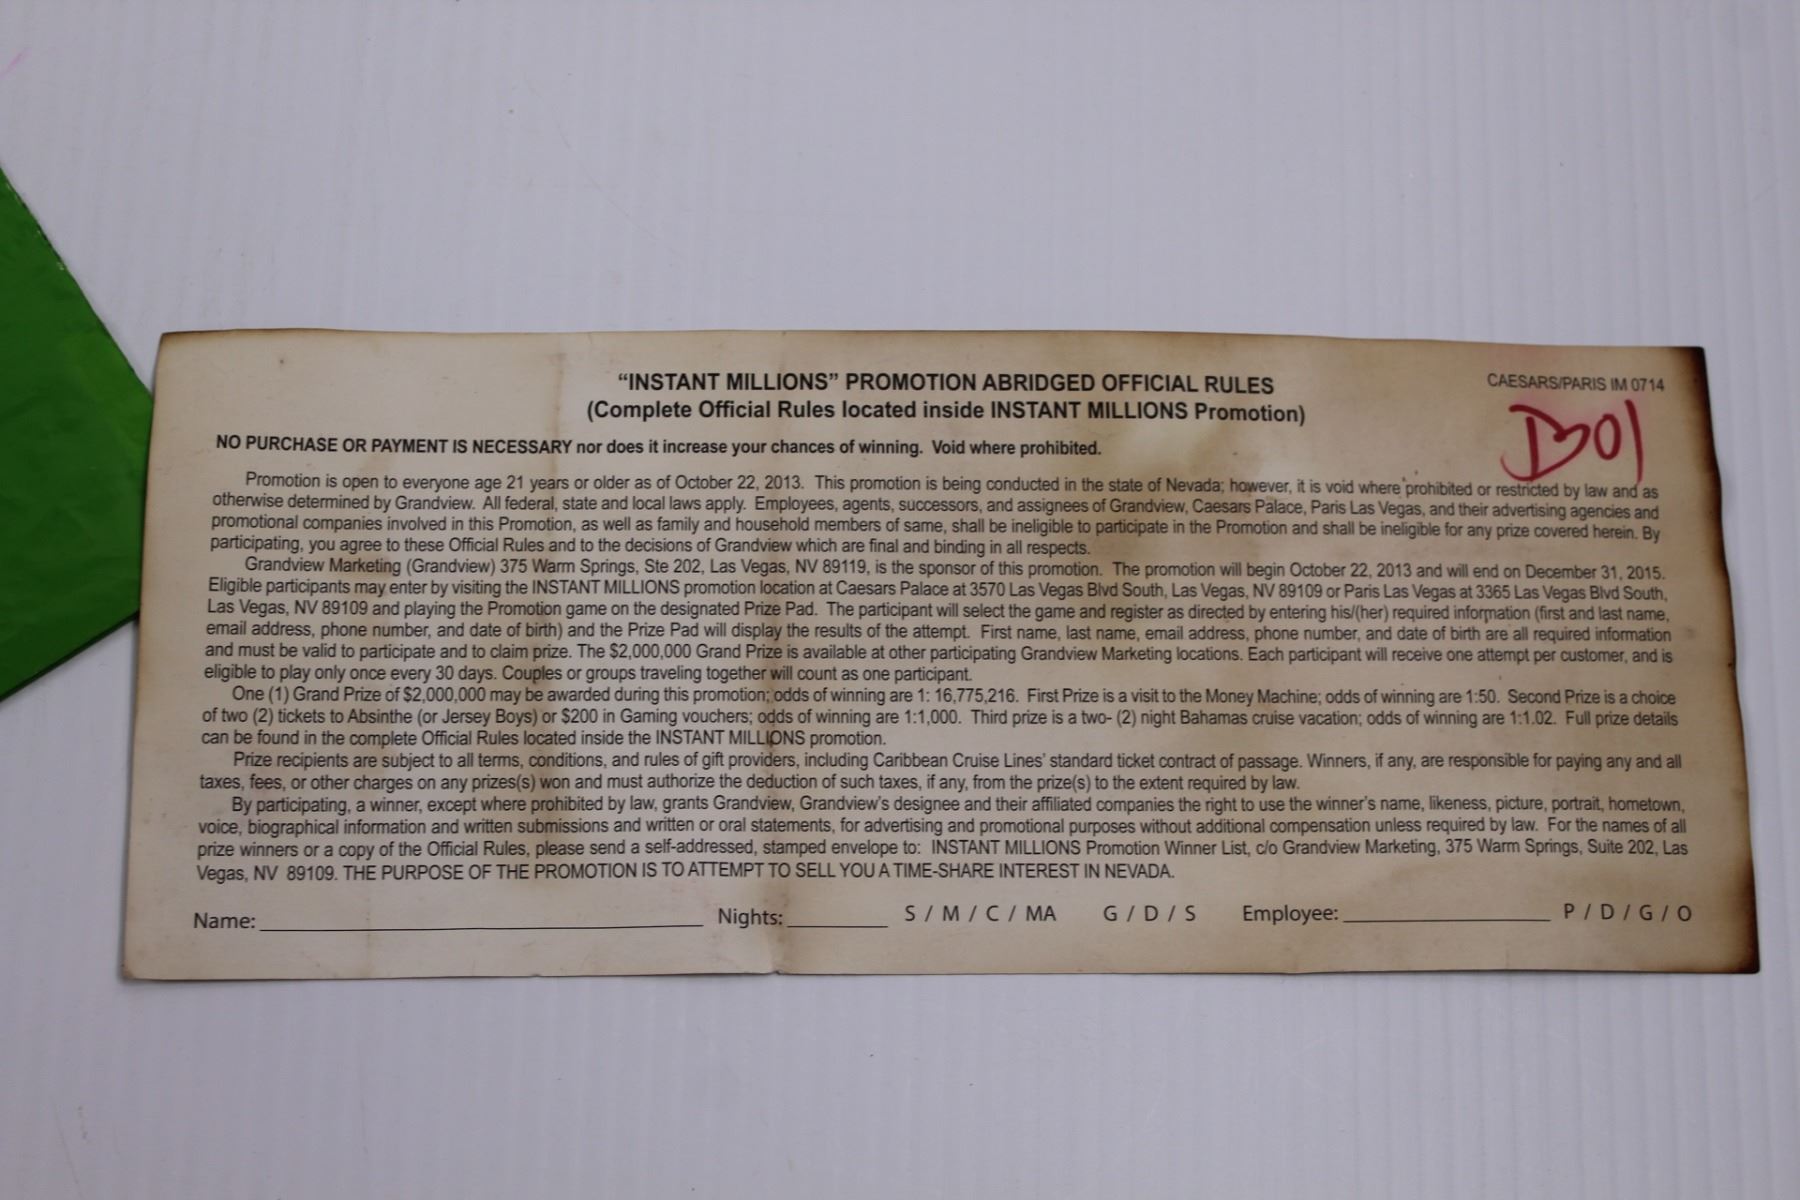 “INSTANT MILLIONS” PROMOTION ABRIDGED OFFICIAL RULES
CAESARS/PARIS IM 0714
(Complete Official Rules located inside INSTANT MILLIONS Promotion)
NO PURCHASE OR PAYMENT IS NECESSARY nor does it increase your chances of winning. Void where prohibited.
Promotion is open to everyone age 21 years or older as of October 22, 2013. This promotion is being conducted in the state of Nevada; however, it is void where prohibited or restricted by law and as
otherwise determined by Grandview. All federal, state and local laws apply. Employees, agents, successors, and assignees of Grandview, Caesars Palace, Paris Las Vegas, and their advertising agencies and
promotional companies involved in this Promotion, as well as family and household members of same, shall be ineligible to participate in the Promotion and shall be ineligible for any prize covered herein. By
participating, you agree to these Official Rules and to the decisions of Grandview which are final and binding in all respects.
Grandview Marketing (Grandview) 375 Warm Springs, Ste 202, Las Vegas, NV 89119, is the sponsor of this promotion. The promotion will begin October 22, 2013 and will end on December 31, 2015.
Eligible participants may enter by visiting the INSTANT MILLIONS promotion location at Caesars Palace at 3570 Las Vegas Blvd South, Las Vegas, NV 89109 or Paris Las Vegas at 3365 Las Vegas Blvd South,
Las Vegas, NV 89109 and playing the Promotion game on the designated Prize Pad. The participant will select the game and register as directed by entering his/(her) required information (first and last name,
email address, phone number, and date of birth) and the Prize Pad will display the results of the attempt. First name, last name, email address, phone number, and date of birth are all required information
and must be valid to participate and to claim prize. The $2,000,000 Grand Prize is available at other participating Grandview Marketing locations. Each participant will receive one attempt per customer, and is
eligible to play only once every 30 days. Couples or groups traveling together will count as one participant.
One (1) Grand Prize of $2,000,000 may be awarded during this promotion; odds of winning are 1: 16,775,216. First Prize is a visit to the Money Machine; odds of winning are 1:50. Second Prize is a choice
of two (2) tickets to Absinthe (or Jersey Boys) or $200 in Gaming vouchers; odds of winning are 1:1,000. Third prize is a two- (2) night Bahamas cruise vacation; odds of winning are 1:1.02. Full prize details
can be found in the complete Official Rules located inside the INSTANT MILLIONS promotion.
Prize recipients are subject to all terms, conditions, and rules of gift providers, including Caribbean Cruise Lines’ standard ticket contract of passage. Winners, if any, are responsible for paying any and all
taxes, fees, or other charges on any prizes(s) won and must authorize the deduction of such taxes, if any, from the prize(s) to the extent required by law.
By participating, a winner, except where prohibited by law, grants Grandview, Grandview’s designee and their affiliated companies the right to use the winner’s name, likeness, picture, portrait, hometown,
voice, biographical information and written submissions and written or oral statements, for advertising and promotional purposes without additional compensation unless required by law. For the names of all
prize winners or a copy of the Official Rules, please send a self-addressed, stamped envelope to: INSTANT MILLIONS Promotion Winner List, c/o Grandview Marketing, 375 Warm Springs, Suite 202, Las
Vegas, NV 89109. THE PURPOSE OF THE PROMOTION IS TO ATTEMPT TO SELL YOU A TIME-SHARE INTEREST IN NEVADA.
Name: Nights: S / M / C / MA G / D / S Employee: P / D / G / O